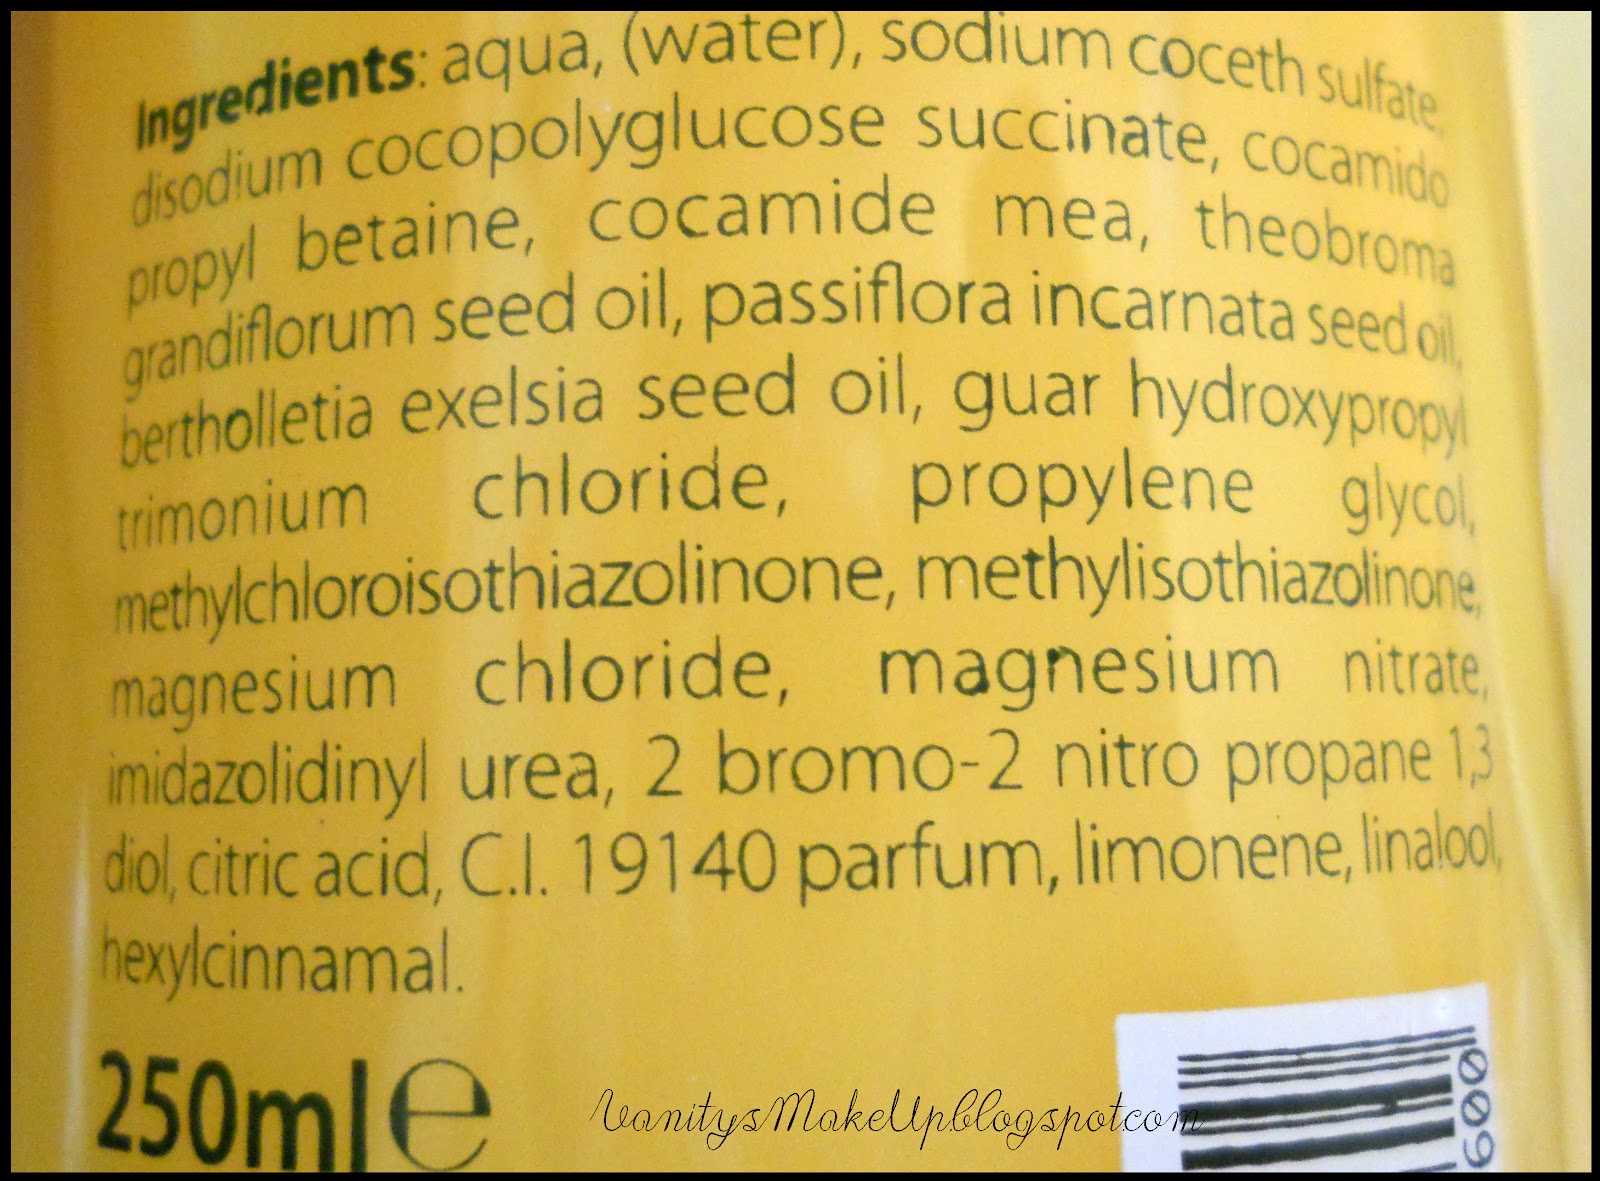 Ingredients: aqua, (water), sodium coceth sulfate,
disodium cocopolyglucose succinate, cocamido
propyl betaine, cocamide mea, theobroma
grandiflorum seed oil, passiflora incarnata seed oil,
bertholletia exelsia seed oil, guar hydroxypropyl
trimonium chloride, propylene glycol,
methylchloroisothiazolinone, methylisothiazolinone,
magnesium chloride, magnesium nitrate,
imidazolidinyl urea, 2 bromo-2 nitro propane 1,3
diol, citric acid, C.I. 19140 parfum, limonene, linalool,
hexylcinnamal.
250ml e
VanitysMakeUp.blogspot.com